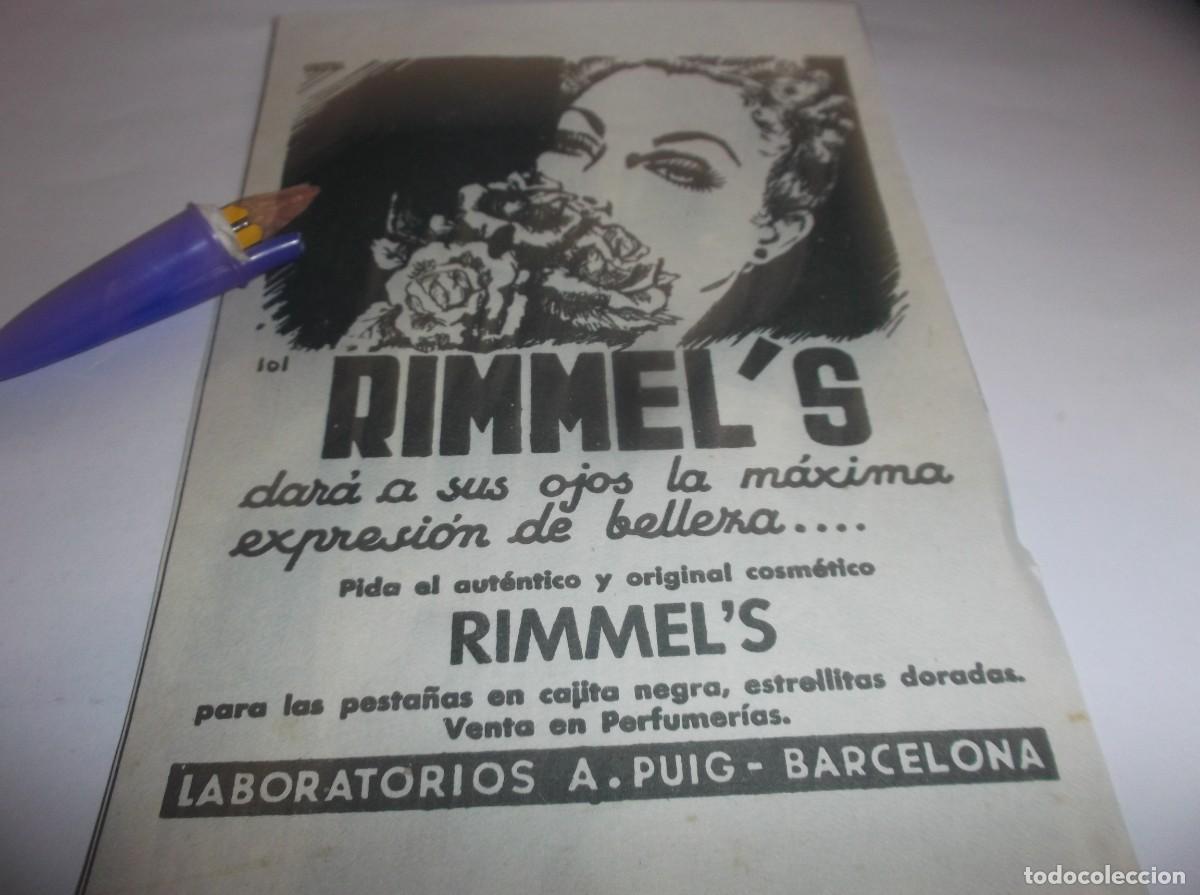 RIMMEL'S
dará a sus ojos la máxima
expresión de belleza....
Pida el auténtico y original cosmético
RIMMEL'S
para las pestañas en cajita negra, estrellitas doradas.
Venta en Perfumerías.
LABORATORIOS A. PUIG - BARCELONA
todocoleccion